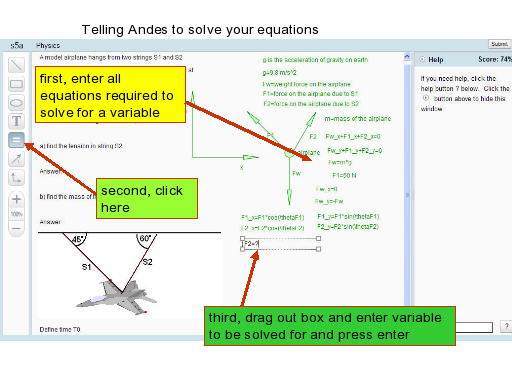 Telling Andes to solve your equations
s5a
Physics
Submit
A model airplane hangs from two strings S1 and S2
at
first, enter all
equations required to
solve for a variable
g is the acceleration of gravity on earth
g=9.8 m/s^2
Fw=weight force on the airplane
F1=force on the airplane due to S1
F2=force on the airplane due to S2
m=mass of the airplane
F1
F2
Fw_x+F1_x+F2_x=0
airplane
Fw_y+F1_y+F2_y=0
Fw=m*g
Fw
F1=50 N
Fw_x=0
Fw_y=-Fw
x
a) find the tension in string S2
Answer
b) find the mass of t
Answer
second, click
here
F1_x=F1*cos(\thetaF1)
F1_y=F1*sin(\thetaF1)
F2_x=F2*cos(\thetaF2)
F2_y=F2*sin(\thetaF2)
F2=?
45°
60°
S1
S2
third, drag out box and enter variable
to be solved for and press enter
Define time T0
T
100%
Help
Score: 74%
If you need help, click the
help button ? below. Click the
button above to hide this
window
?